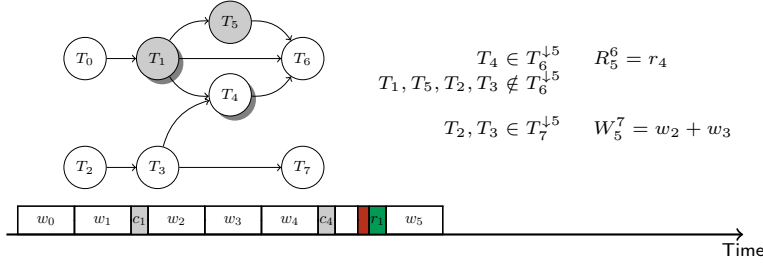 T₅
T₀ T₁ T₆
T₄
T₂ T₃ T₇
T₄ ∈ T₆^{↓5} R₅⁶ = r₄
T₁, T₅, T₂, T₃ ∉ T₆^{↓5}
T₂, T₃ ∈ T₇^{↓5} W₅⁷ = w₂ + w₃
w₀ w₁ c₁ w₂ w₃ w₄ c₄ r₁ w₅
Time